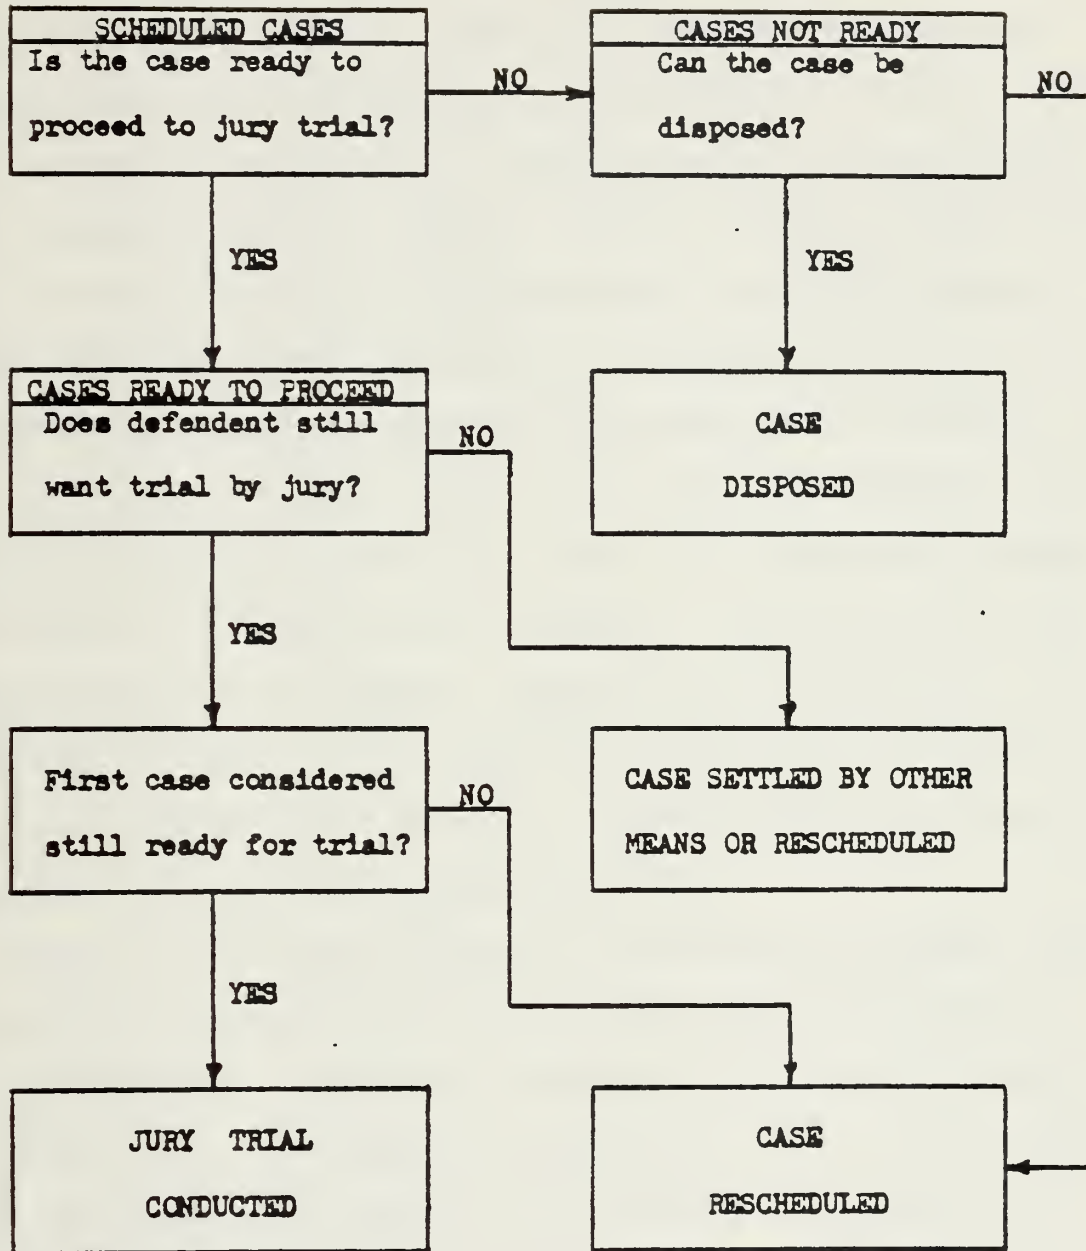 SCHEDULED CASES
Is the case ready to
proceed to jury trial?
NO
CASES NOT READY
Can the case be
disposed?
NO
YES
YES
CASES READY TO PROCEED
Does defendent still
want trial by jury?
NO
CASE
DISPOSED
YES
First case considered
still ready for trial?
NO
CASE SETTLED BY OTHER
MEANS OR RESCHEDULED
YES
JURY TRIAL
CONDUCTED
CASE
RESCHEDULED